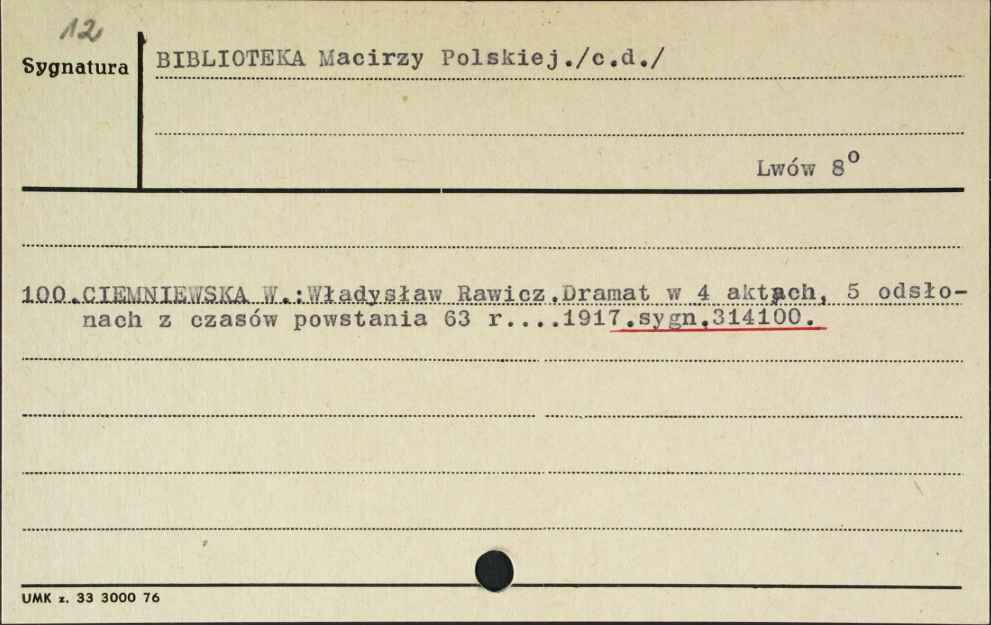 12
Sygnatura
BIBLIOTEKA Macirzy Polskiej./c.d./
Lwów 8º
100.CIEMNIEWSKA W.:Władysław Rawicz.Dramat w 4 aktach, 5 odsło-
nach z czasów powstania 63 r....1917.sygn.314100.
UMK z. 33 3000 76